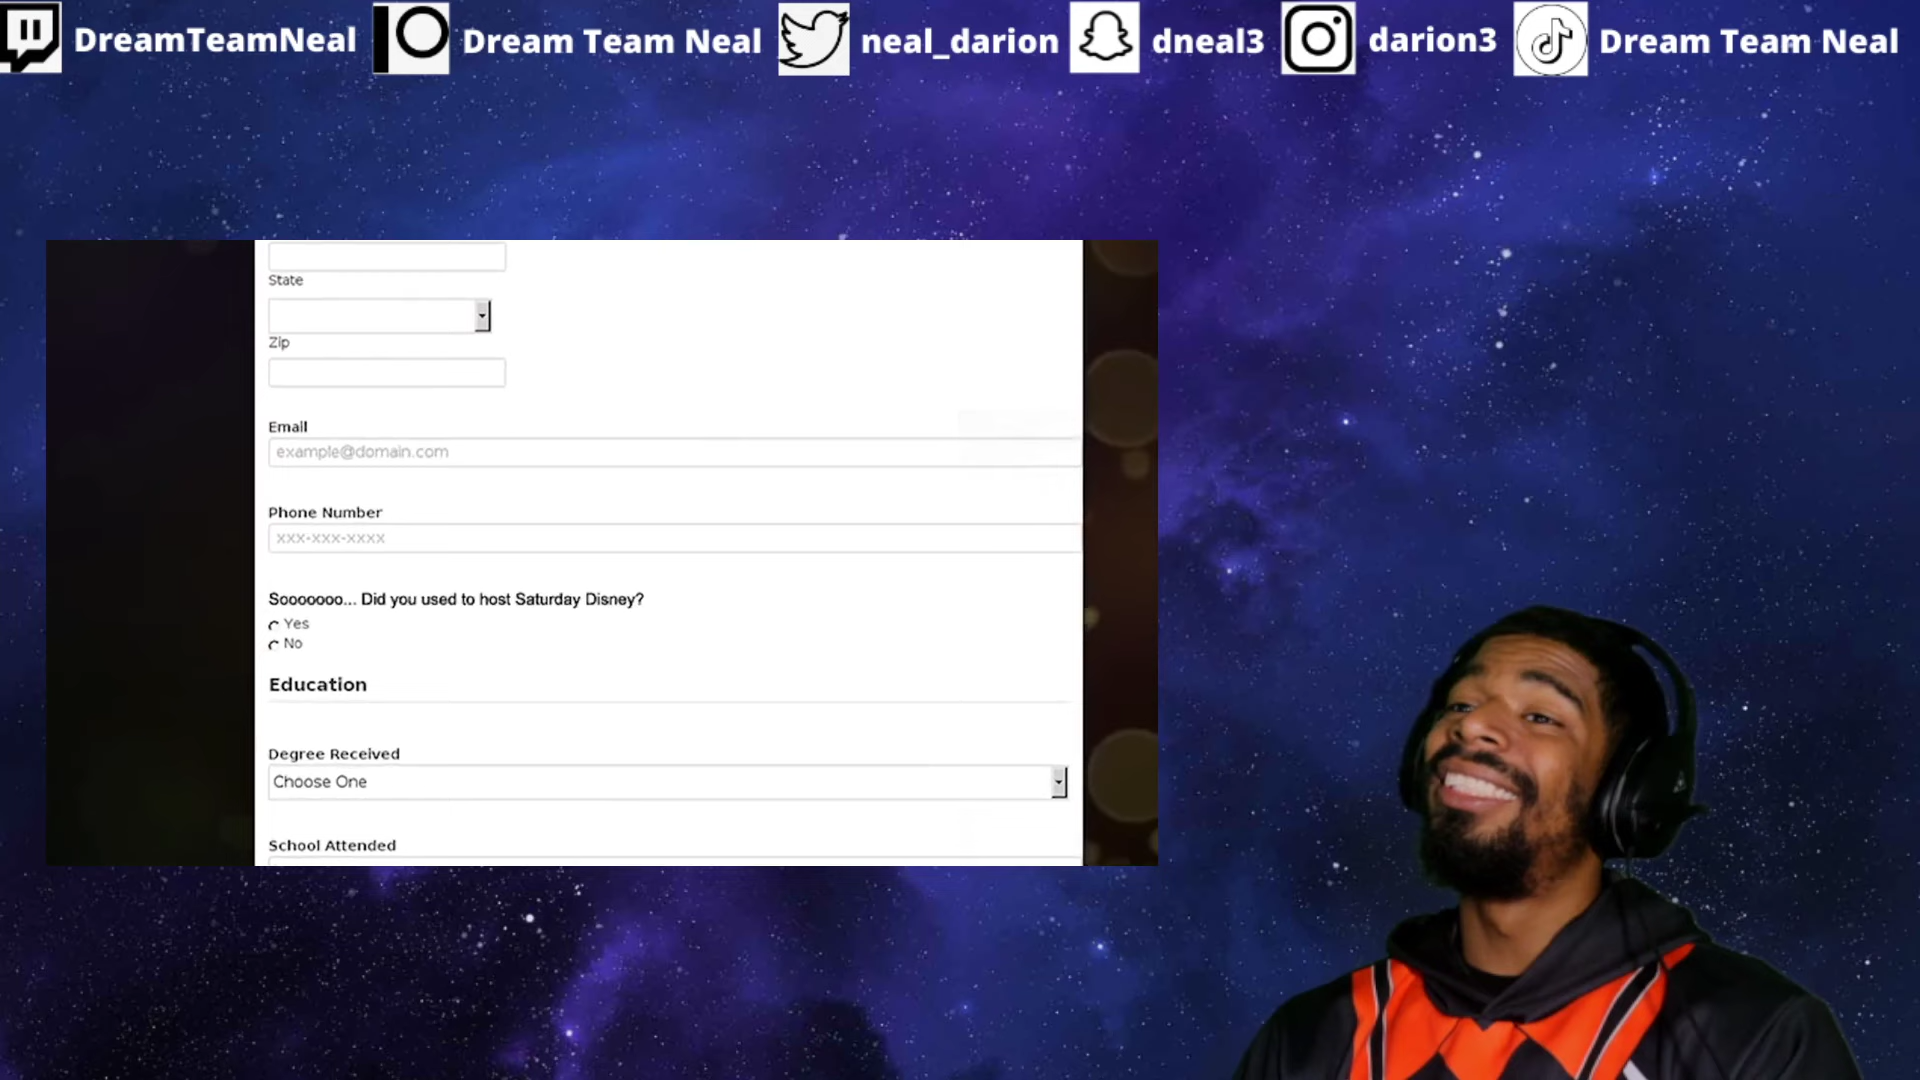 DreamTeamNeal
Dream Team Neal
neal_darion
dneal3
darion3
Dream Team Neal
State
Zip
Email
example@domain.com
Phone Number
xxx-xxx-xxxx
Sooooooo... Did you used to host Saturday Disney?
Yes
No
Education
Degree Received
Choose One
School Attended